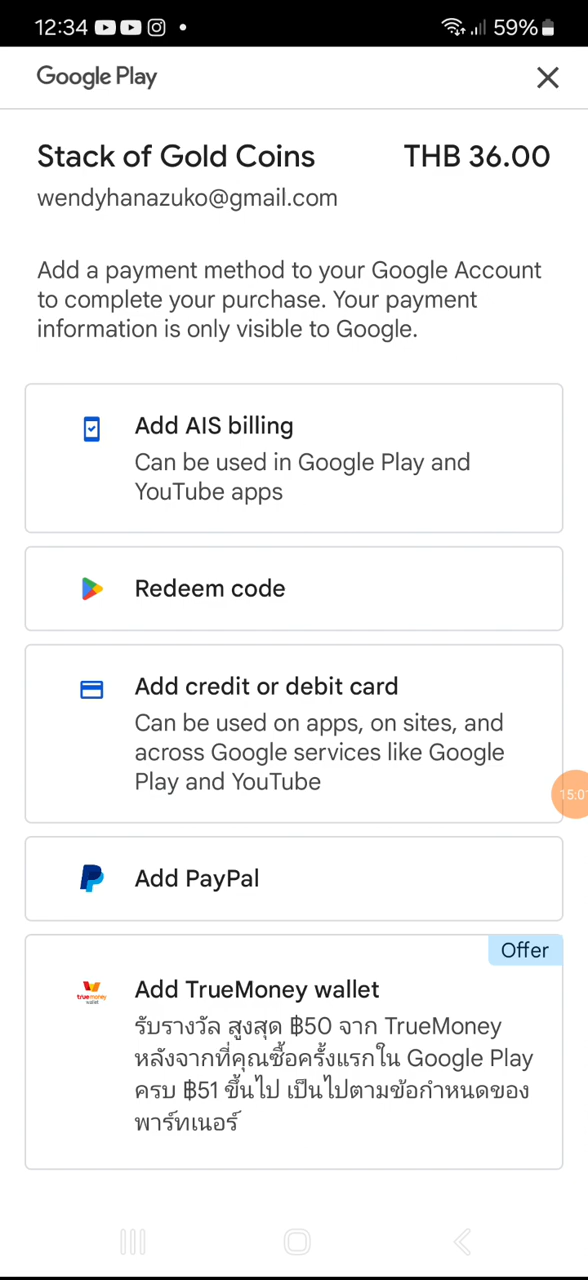 12:34
59%
Google Play
Stack of Gold Coins THB 36.00
wendyhanazuko@gmail.com
Add a payment method to your Google Account
to complete your purchase. Your payment
information is only visible to Google.
Add AIS billing
Can be used in Google Play and
YouTube apps
Redeem code
Add credit or debit card
Can be used on apps, on sites, and
across Google services like Google
Play and YouTube
15:01
Add PayPal
Offer
truemoney
wallet
Add TrueMoney wallet
รับรางวัล สูงสุด ฿50 จาก TrueMoney
หลังจากที่คุณซื้อครั้งแรกใน Google Play
ครบ ฿51 ขึ้นไป เป็นไปตามข้อกำหนดของ
พาร์ทเนอร์